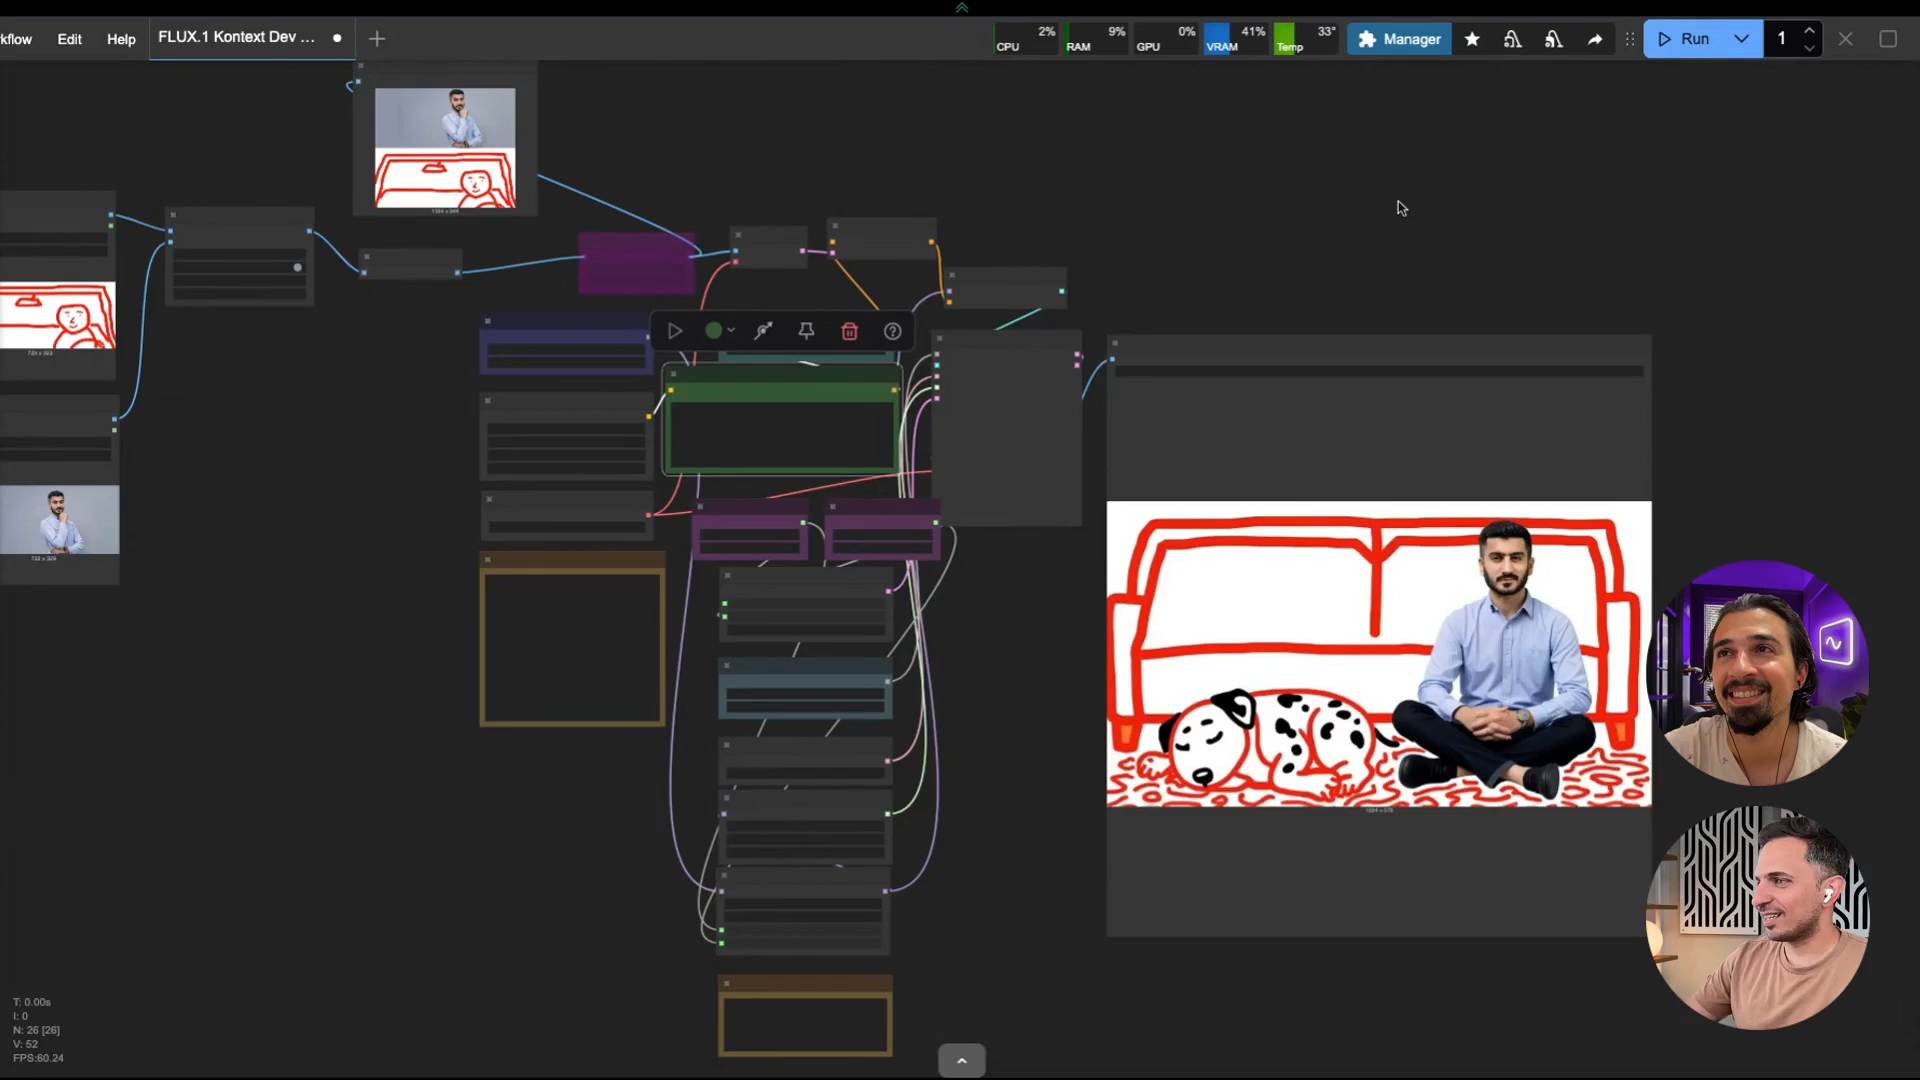 rkflow Edit Help FLUX.1 Kontext Dev ...
CPU 2% RAM 9% GPU 0% VRAM 41% Temp 33° Manager Run 1
T: 0.00s
I: 0
N: 26 [26]
V: 52
FPS:60.24